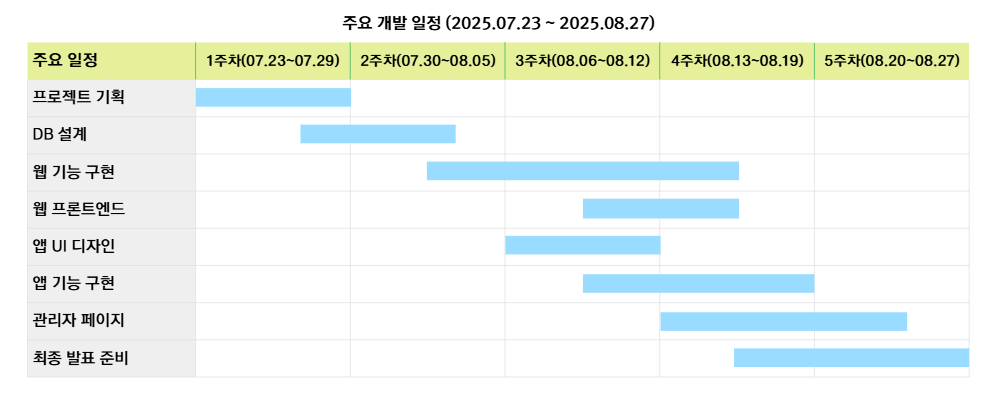 주요 개발 일정 (2025.07.23 ~ 2025.08.27)
주요 일정 1주차(07.23~07.29) 2주차(07.30~08.05) 3주차(08.06~08.12) 4주차(08.13~08.19) 5주차(08.20~08.27)
프로젝트 기획
DB 설계
웹 기능 구현
웹 프론트엔드
앱 UI 디자인
앱 기능 구현
관리자 페이지
최종 발표 준비